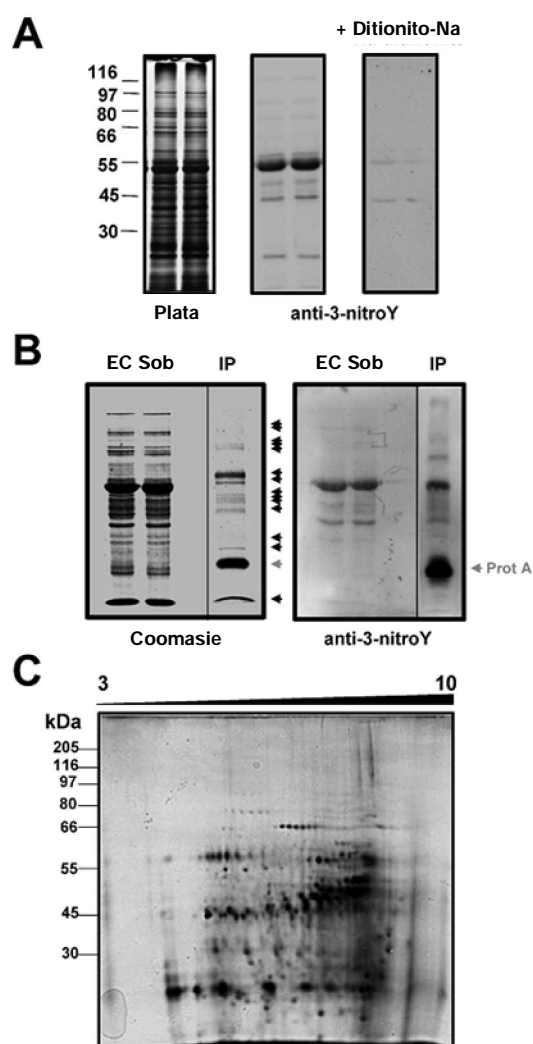 A
+ Ditionito-Na
116
97
80
66
55
45
30
Plata
anti-3-nitroY
B
EC Sob IP
EC Sob IP
Prot A
Coomasie
anti-3-nitroY
C
3 10
kDa
205
116
97
80
66
55
45
30